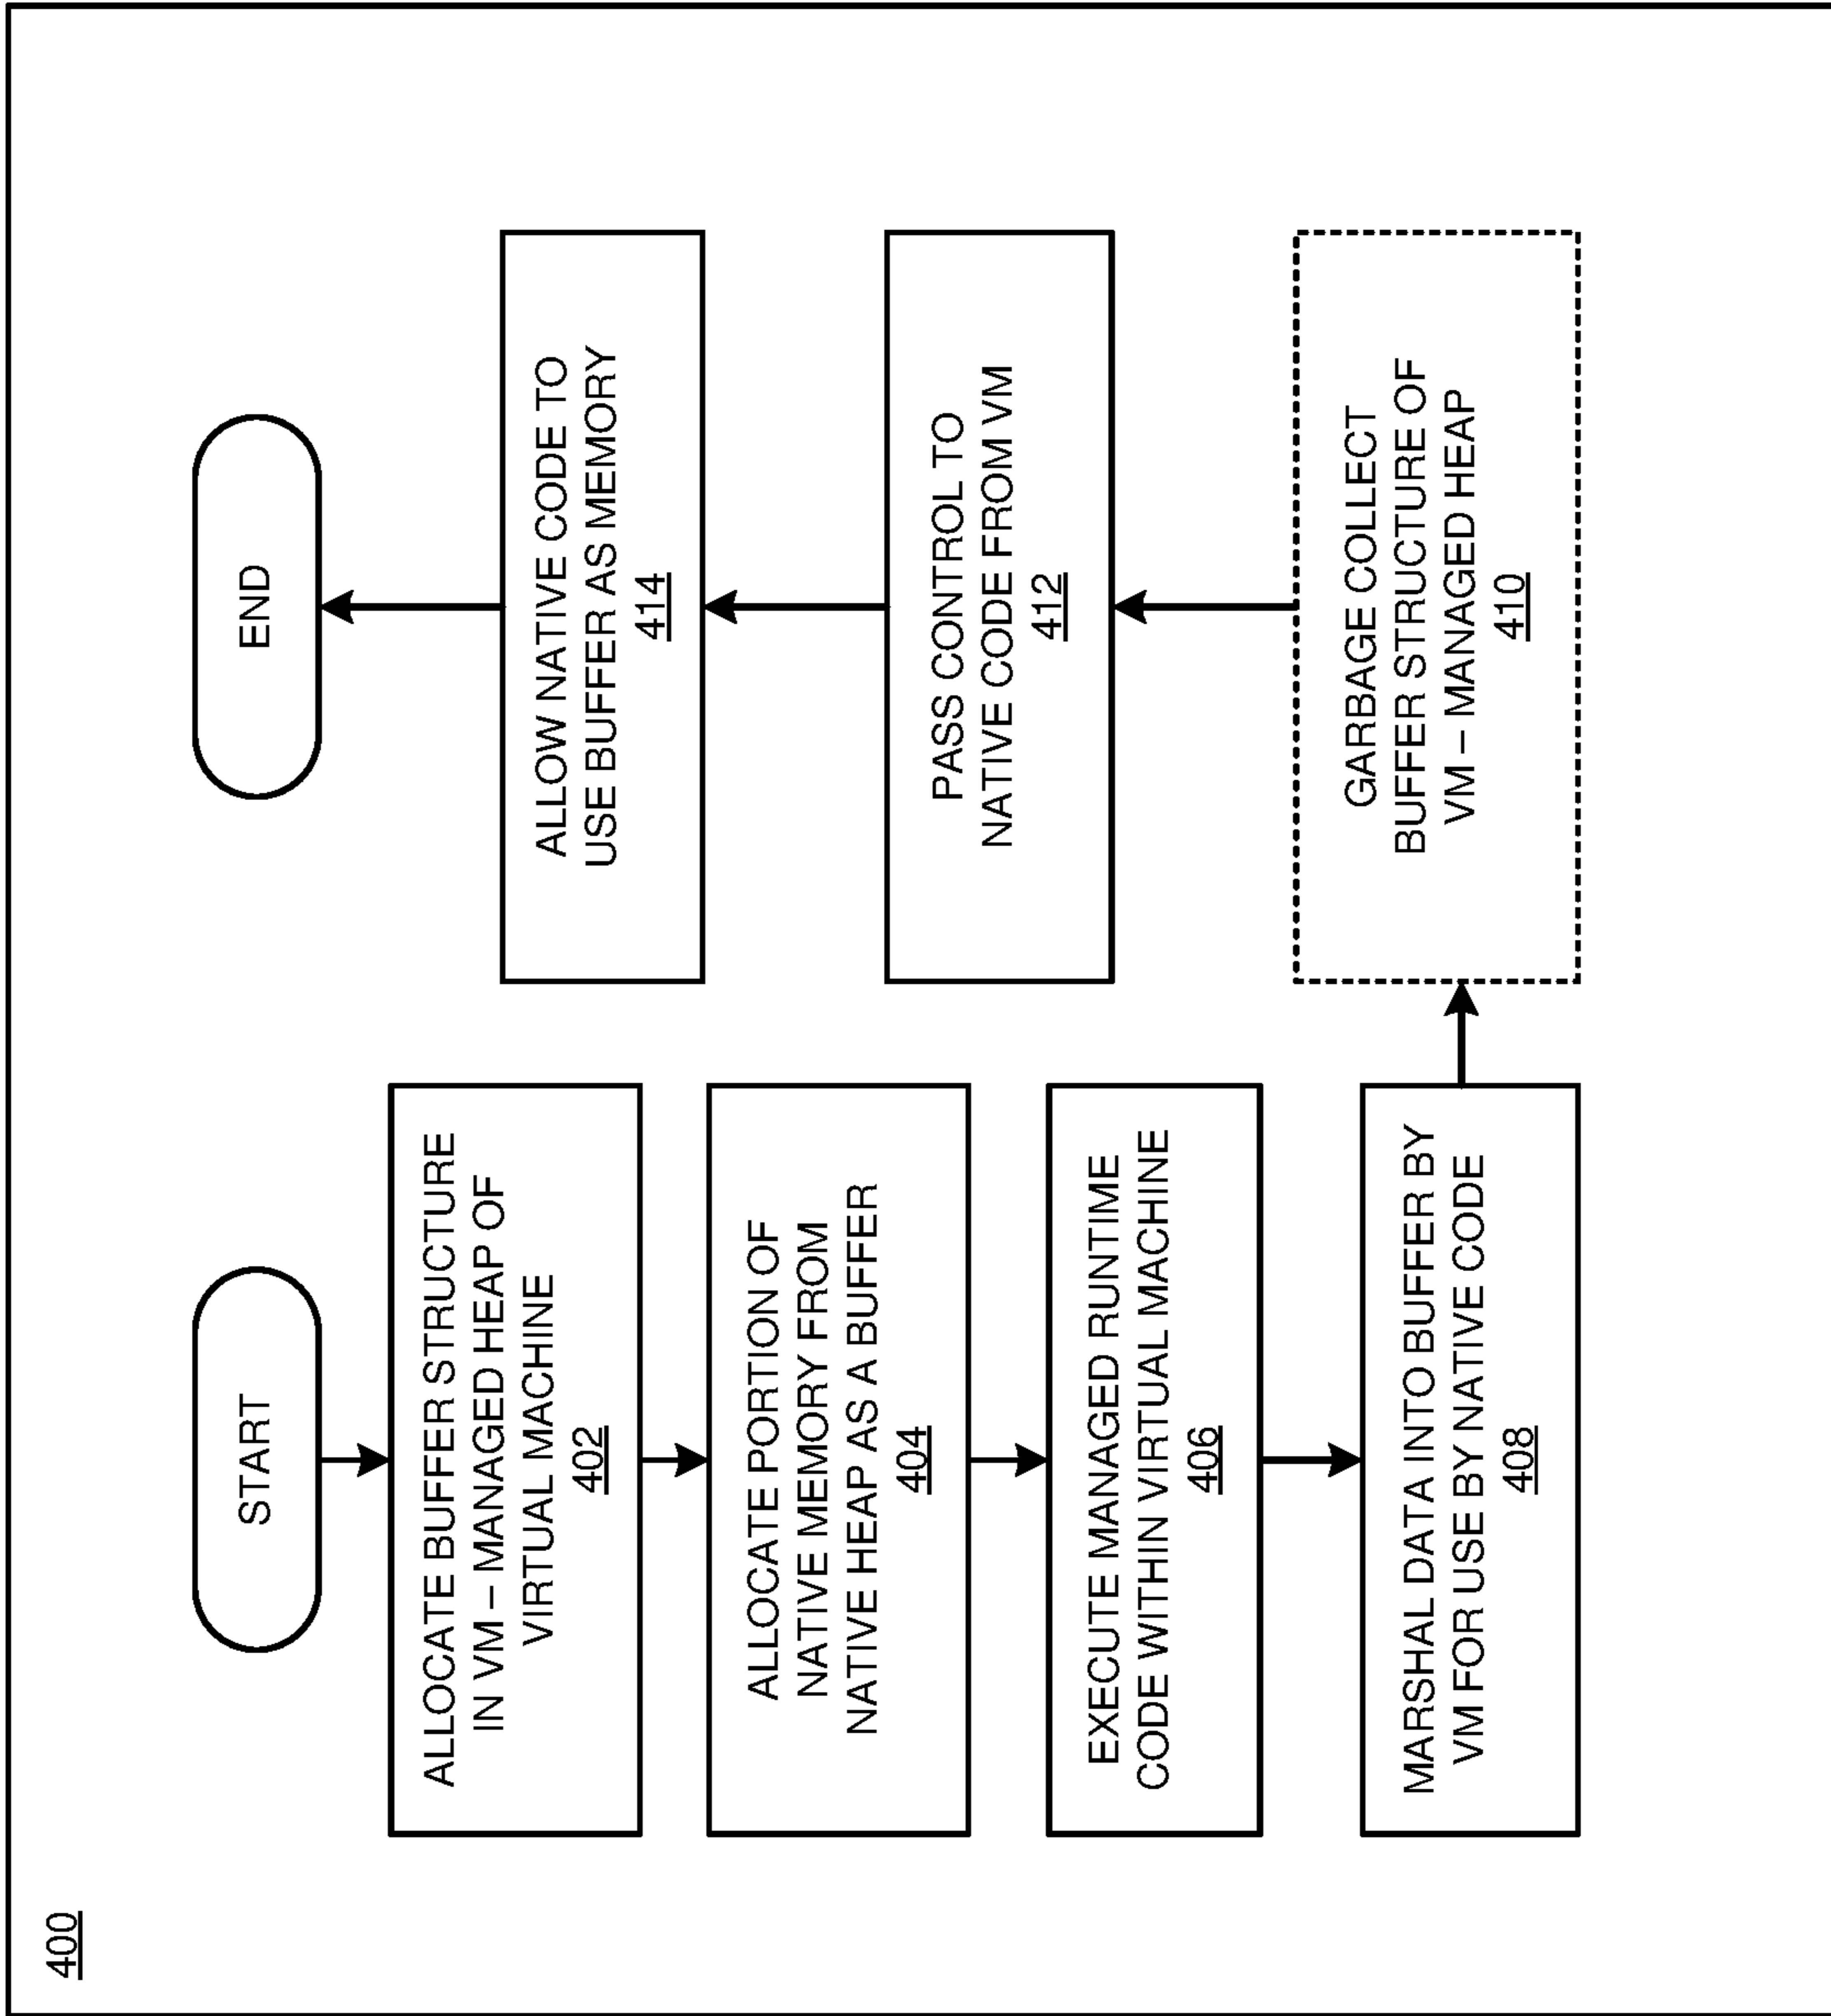 400
START
ALLOCATE BUFFER STRUCTURE
IN VM – MANAGED HEAP OF
VIRTUAL MACHINE
402
ALLOCATE PORTION OF
NATIVE MEMORY FROM
NATIVE HEAP AS A BUFFER
404
EXECUTE MANAGED RUNTIME
CODE WITHIN VIRTUAL MACHINE
406
MARSHAL DATA INTO BUFFER BY
VM FOR USE BY NATIVE CODE
408
GARBAGE COLLECT
BUFFER STRUCTURE OF
VM – MANAGED HEAP
410
PASS CONTROL TO
NATIVE CODE FROM VM
412
ALLOW NATIVE CODE TO
USE BUFFER AS MEMORY
414
END